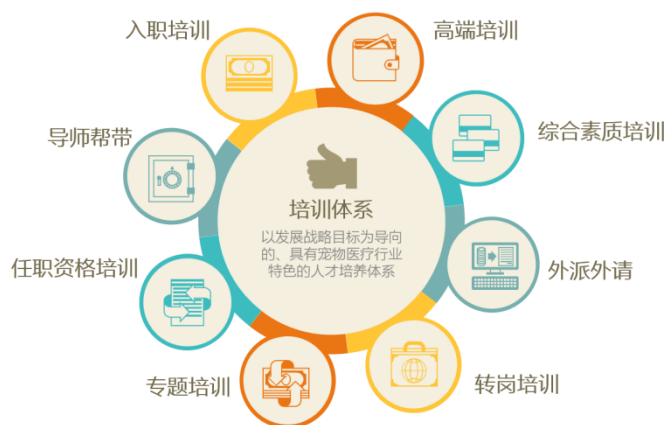 入职培训
高端培训
导师帮带
综合素质培训
培训体系
以发展战略目标为导向
的、具有宠物医疗行业
特色的人才培养体系
任职资格培训
外派外请
专题培训
转岗培训